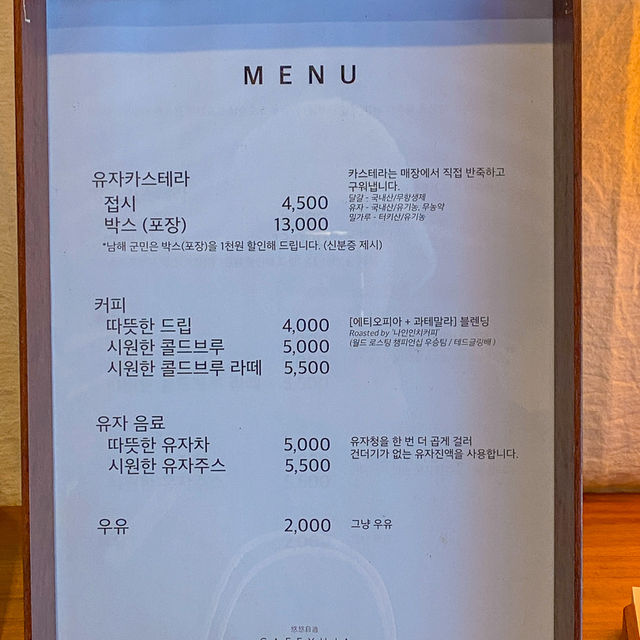 MENU
유자카스테라
접시 4,500
박스 (포장) 13,000
*남해 군민은 박스(포장)을 1천원 할인해 드립니다. (신분증 제시)
카스테라는 매장에서 직접 반죽하고
구워냅니다.
달걀 - 국내산/무항생제
유자 - 국내산/유기농, 무농약
밀가루 - 터키산/유기농
커피
따뜻한 드립 4,000
시원한 콜드브루 5,000
시원한 콜드브루 라떼 5,500
[에티오피아 + 과테말라] 블렌딩
Roasted by '나인인치커피'
(월드 로스팅 챔피언십 우승팀 / 테드글링배 )
유자 음료
따뜻한 유자차 5,000
시원한 유자주스 5,500
유자청을 한 번 더 곱게 걸러
건더기가 없는 유자진액을 사용합니다.
우유 2,000 그냥 우유
悠悠自適